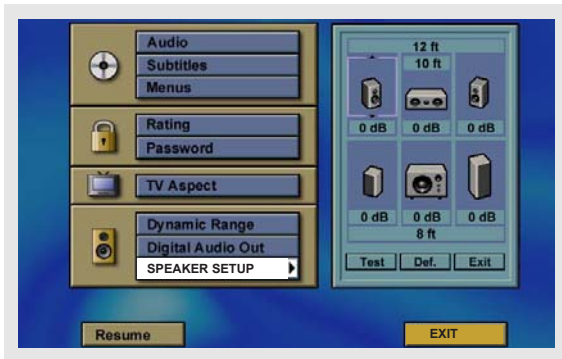 Audio
Subtitles
Menus
Rating
Password
TV Aspect
Dynamic Range
Digital Audio Out
SPEAKER SETUP
12 ft
10 ft
0 dB 0 dB 0 dB
0 dB 0 dB 0 dB
8 ft
Test Def. Exit
Resume
EXIT